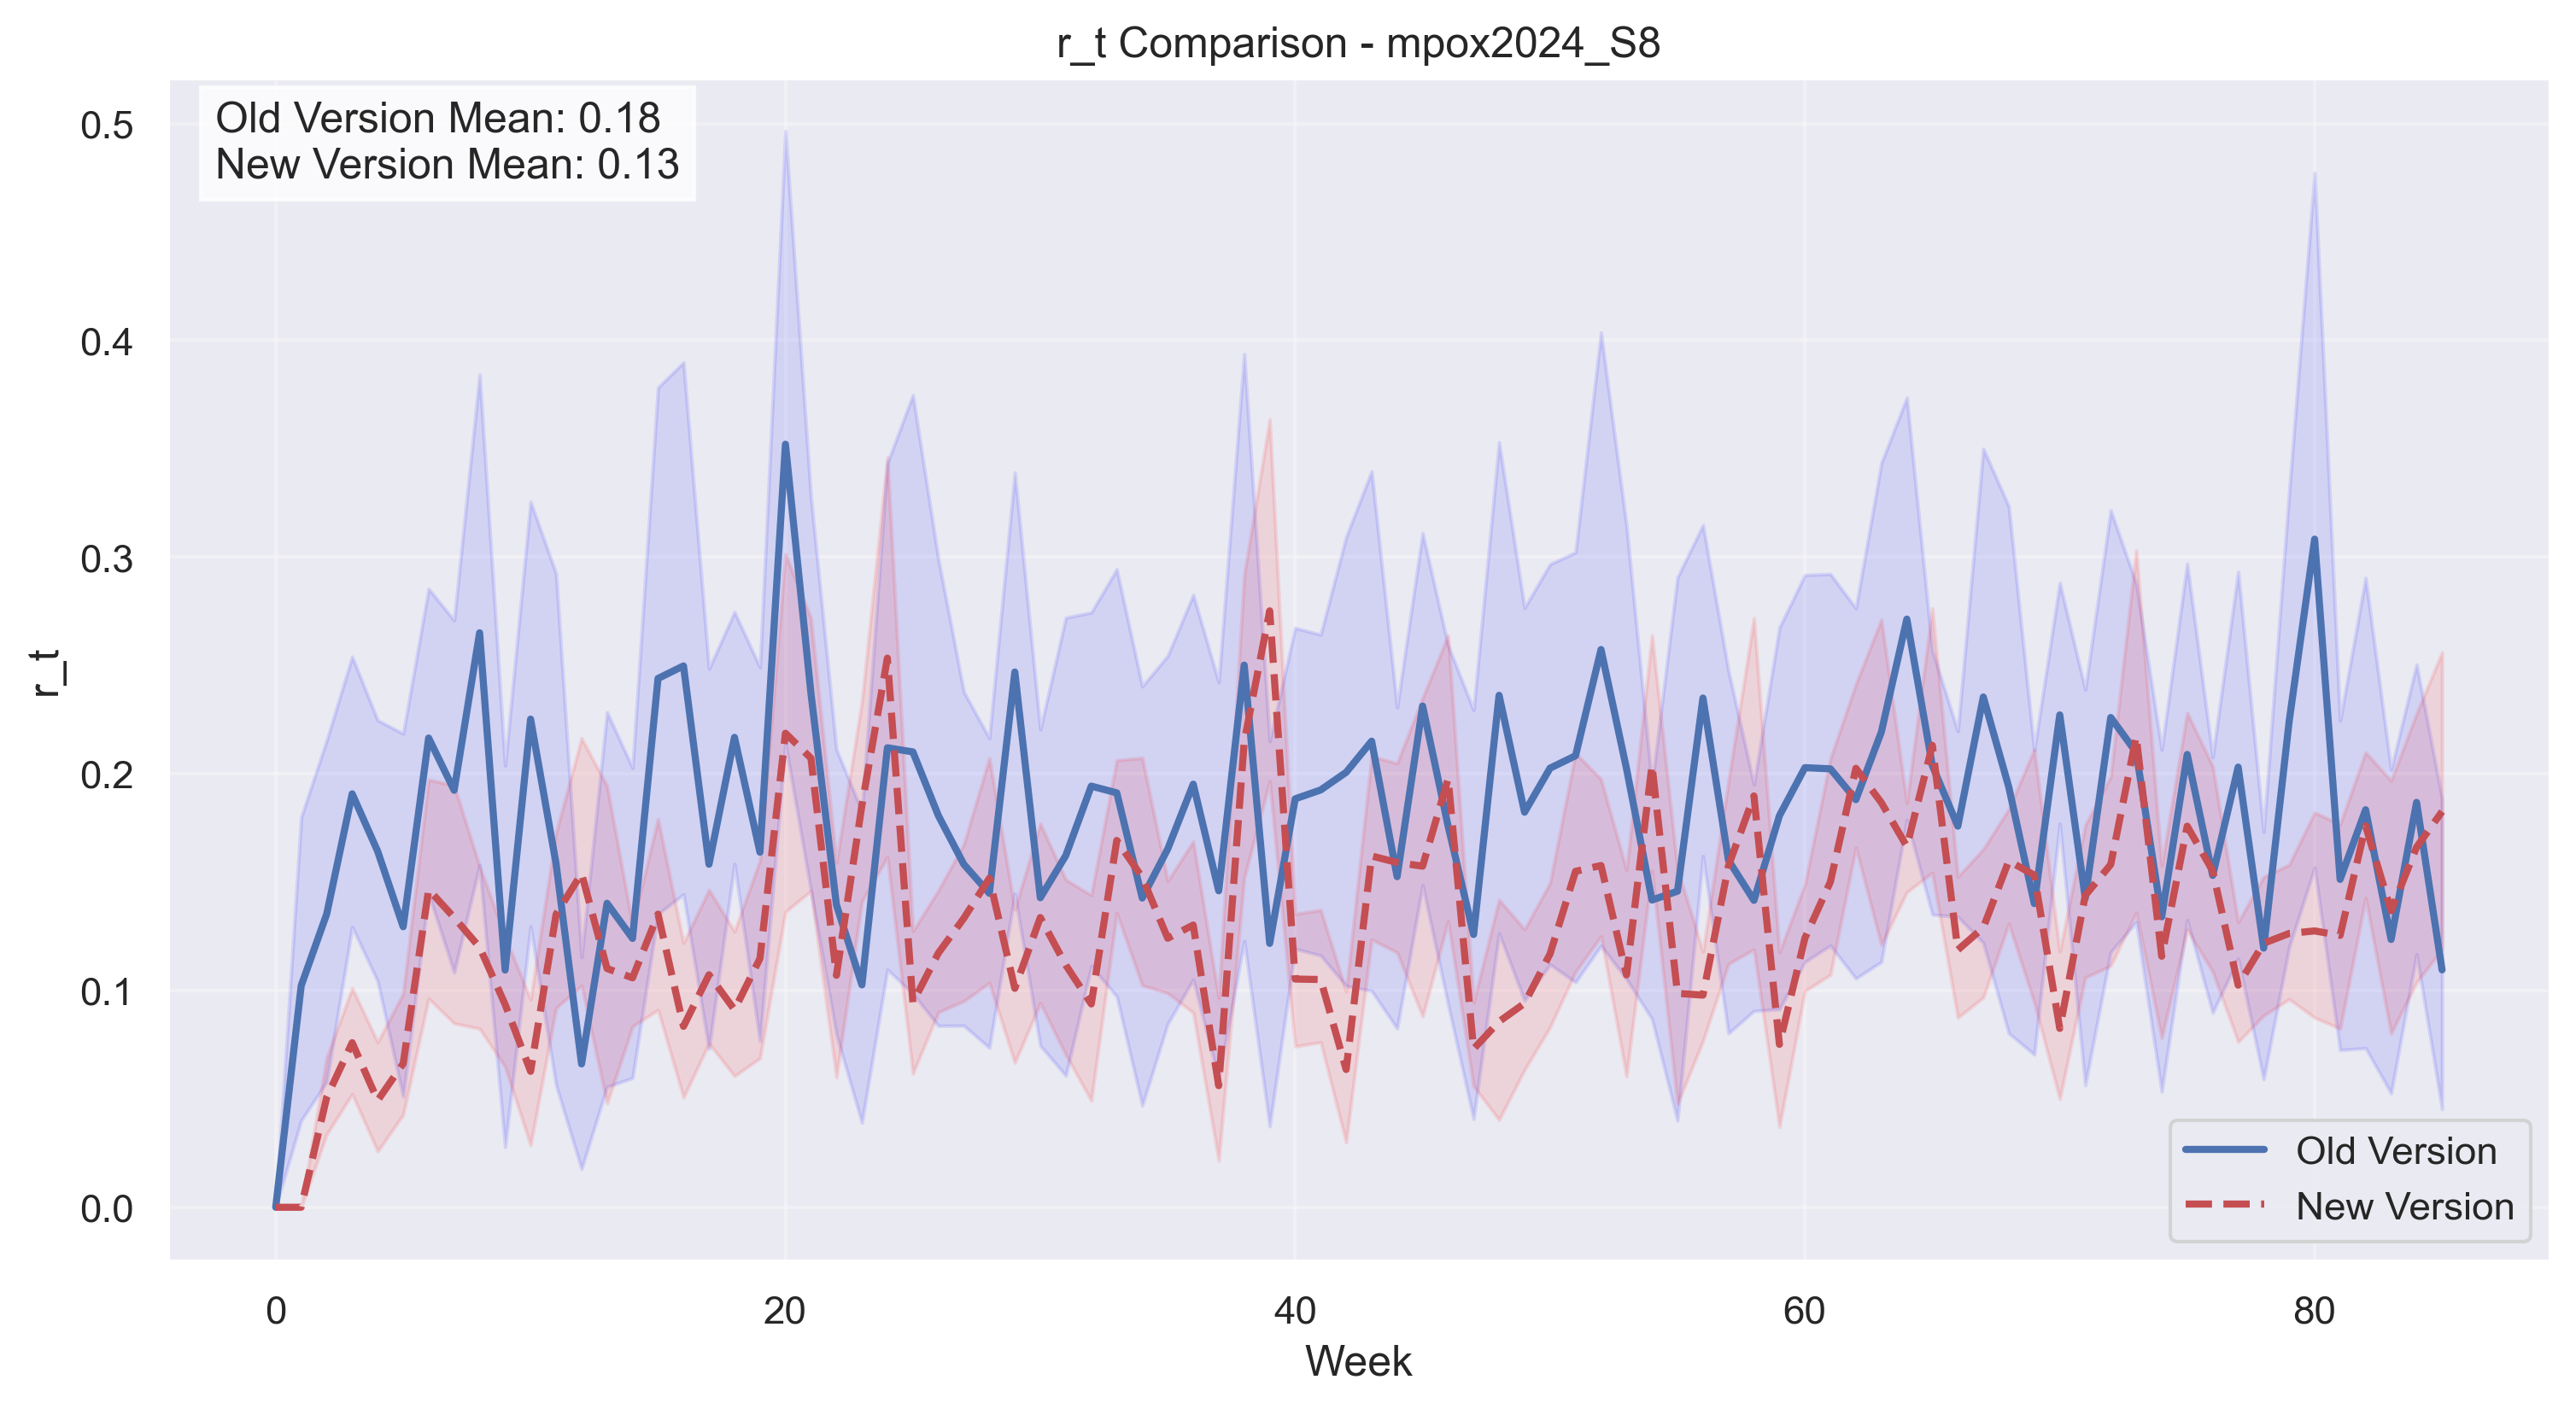 r_t Comparison - mpox2024_S8
Old Version Mean: 0.18
New Version Mean: 0.13
0.5
0.4
0.3
0.2
0.1
0.0
r_t
0 20 40 60 80
Week
Old Version
New Version